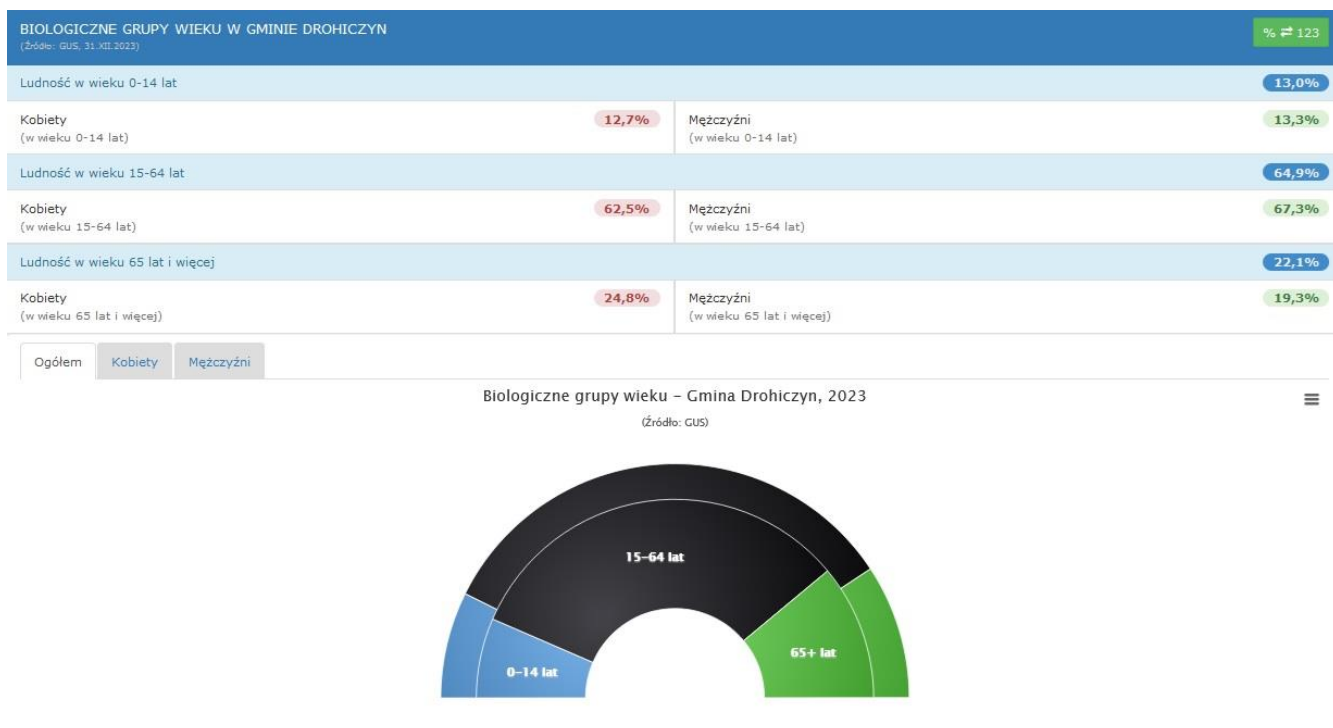 BIOLOGICZNE GRUPY WIEKU W GMINIE DROHICZYN
(Źródło: GUS, 31.XII.2023)
% ⇄ 123
Ludność w wieku 0-14 lat
13,0%
Kobiety
(w wieku 0-14 lat)
12,7%
Mężczyźni
(w wieku 0-14 lat)
13,3%
Ludność w wieku 15-64 lat
64,9%
Kobiety
(w wieku 15-64 lat)
62,5%
Mężczyźni
(w wieku 15-64 lat)
67,3%
Ludność w wieku 65 lat i więcej
22,1%
Kobiety
(w wieku 65 lat i więcej)
24,8%
Mężczyźni
(w wieku 65 lat i więcej)
19,3%
Ogółem
Kobiety
Mężczyźni
Biologiczne grupy wieku – Gmina Drohiczyn, 2023
(Źródło: GUS)
15–64 lat
65+ lat
0–14 lat